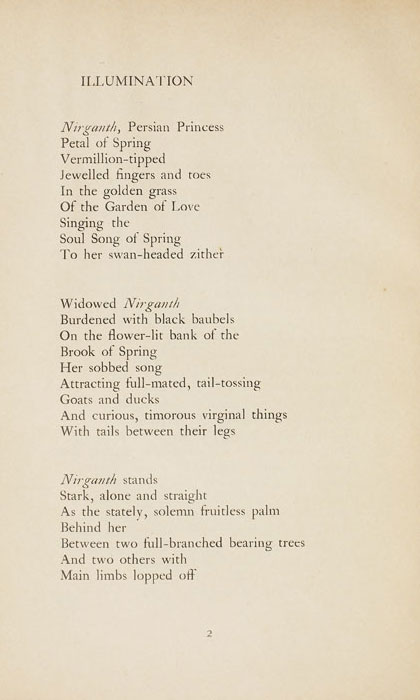 ILLUMINATION
Nirganth, Persian Princess
Petal of Spring
Vermillion-tipped
Jewelled fingers and toes
In the golden grass
Of the Garden of Love
Singing the
Soul Song of Spring
To her swan-headed zither
Widowed Nirganth
Burdened with black baubels
On the flower-lit bank of the
Brook of Spring
Her sobbed song
Attracting full-mated, tail-tossing
Goats and ducks
And curious, timorous virginal things
With tails between their legs
Nirganth stands
Stark, alone and straight
As the stately, solemn fruitless palm
Behind her
Between two full-branched bearing trees
And two others with
Main limbs lopped off
2